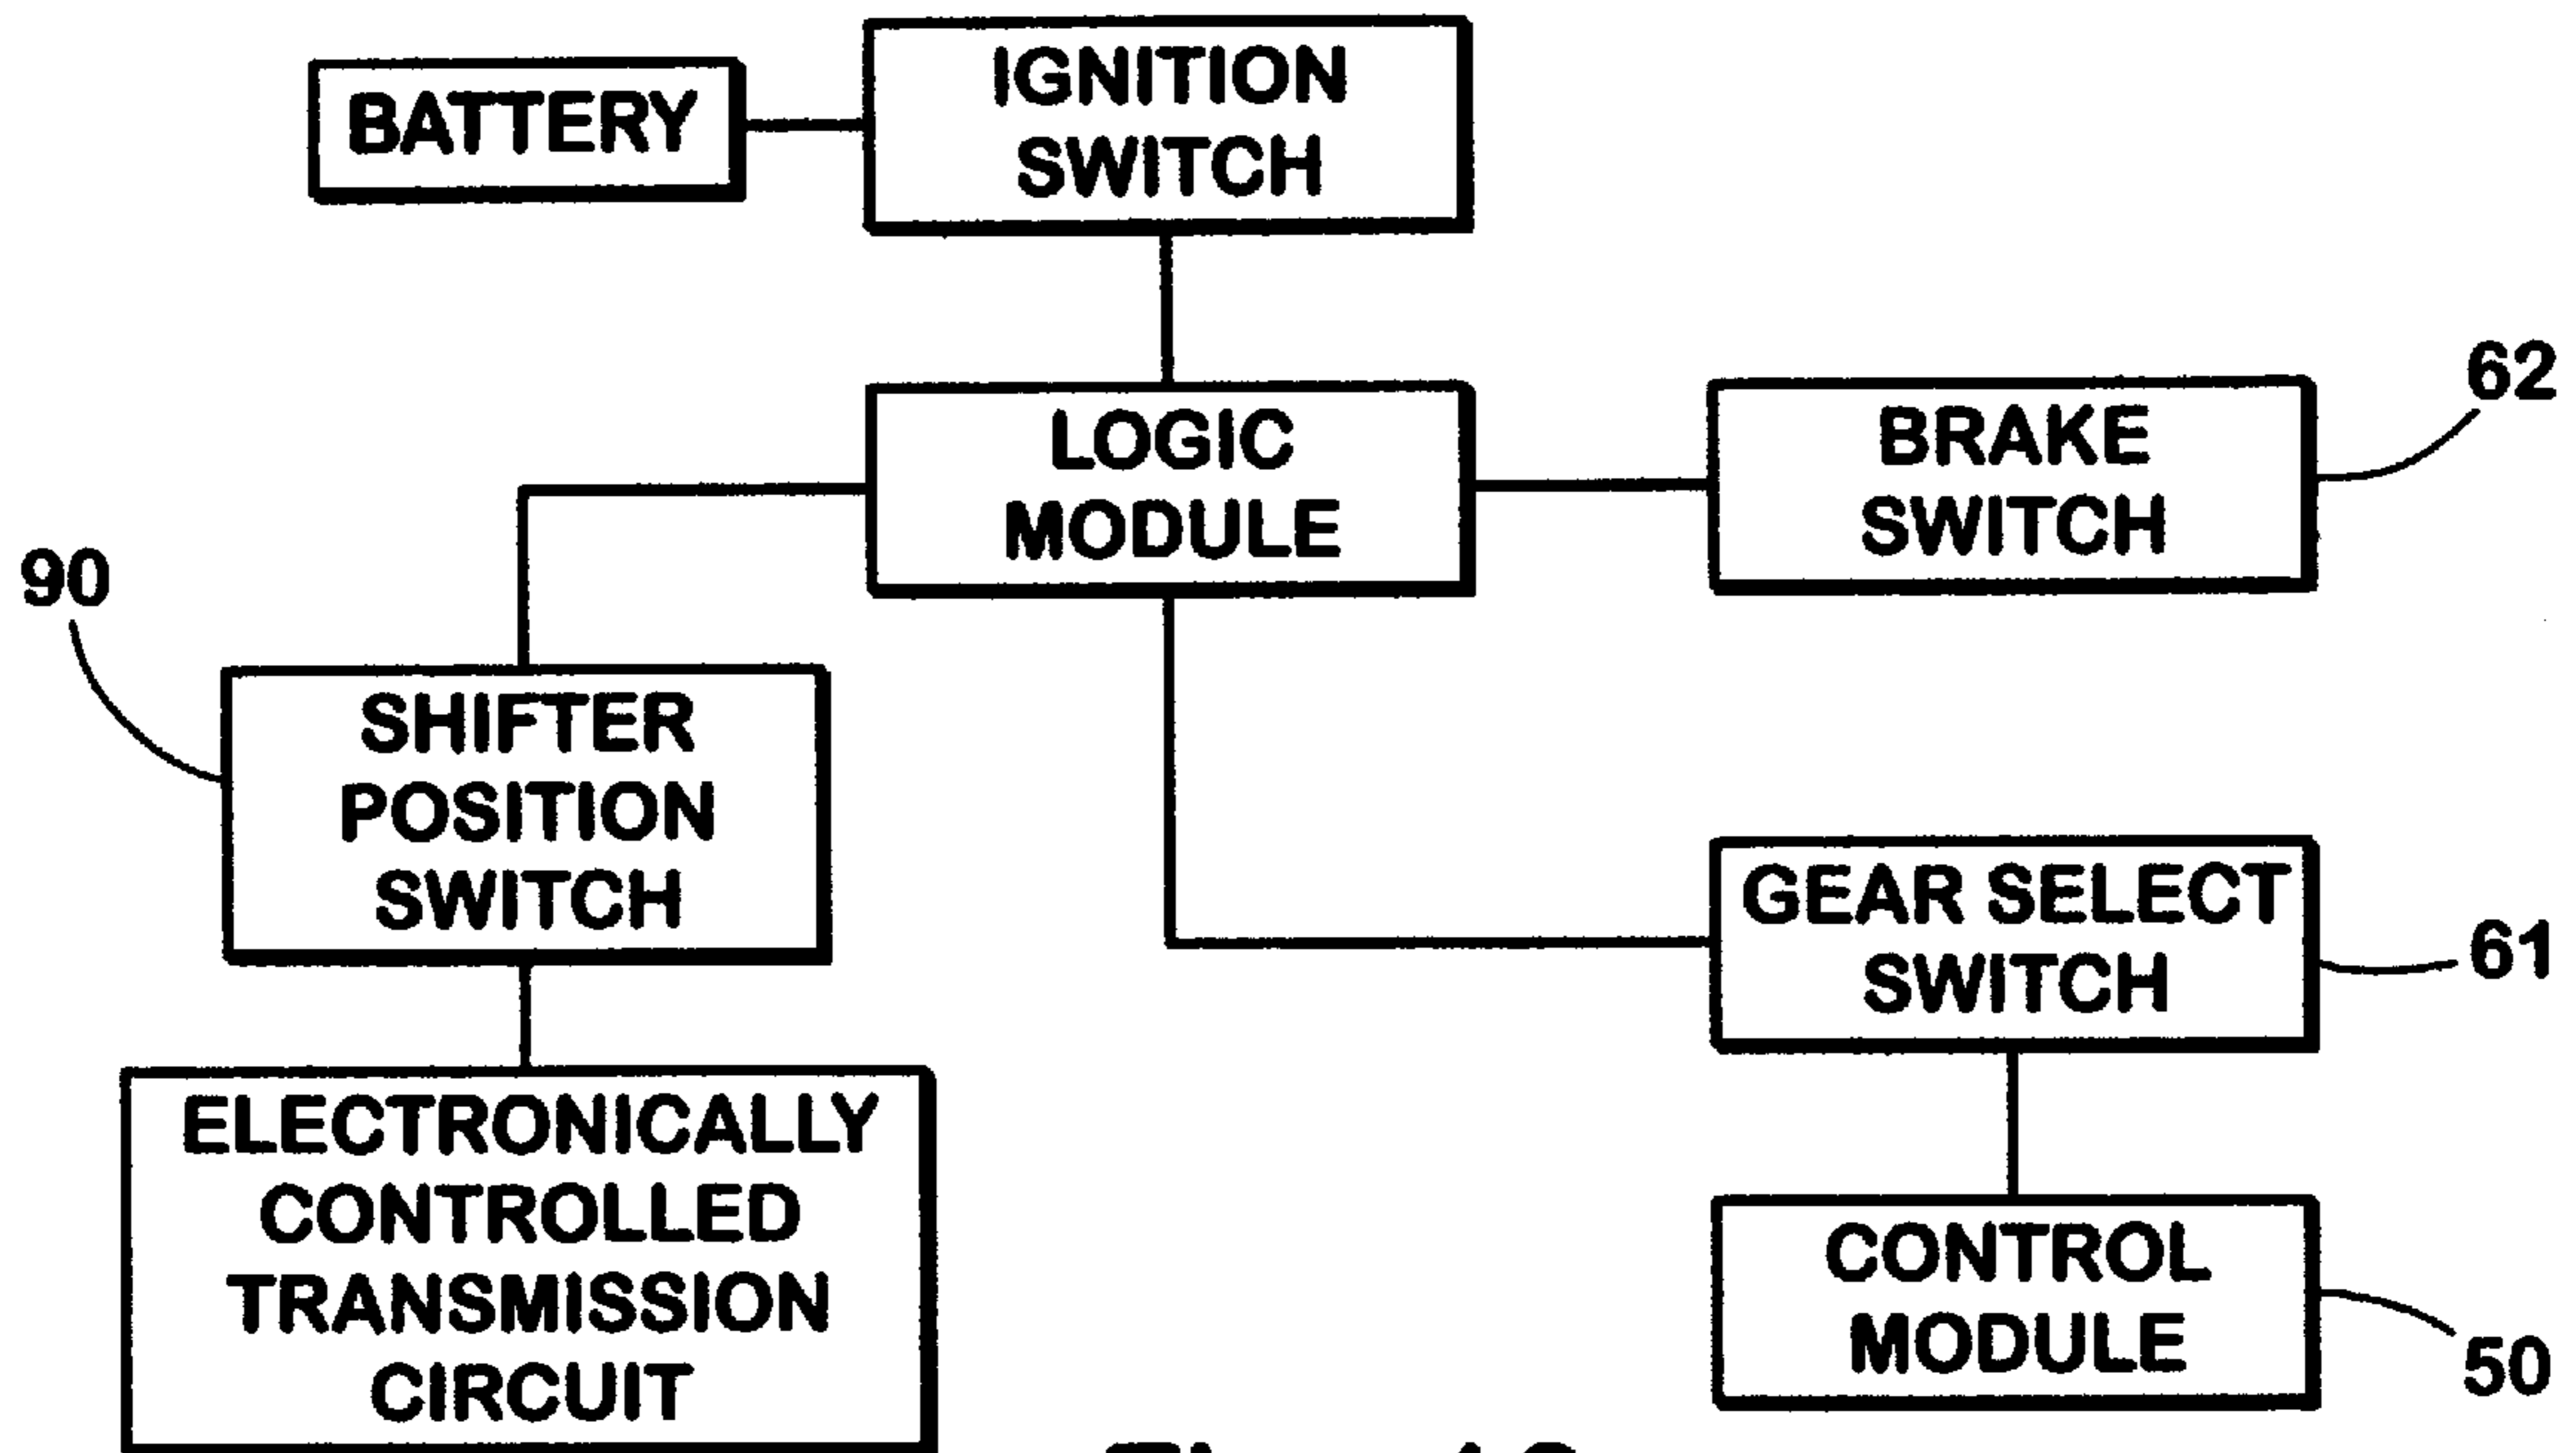 BATTERY
IGNITION
SWITCH
LOGIC
MODULE
BRAKE
SWITCH
62
90
SHIFTER
POSITION
SWITCH
GEAR SELECT
SWITCH
61
ELECTRONICALLY
CONTROLLED
TRANSMISSION
CIRCUIT
CONTROL
MODULE
50